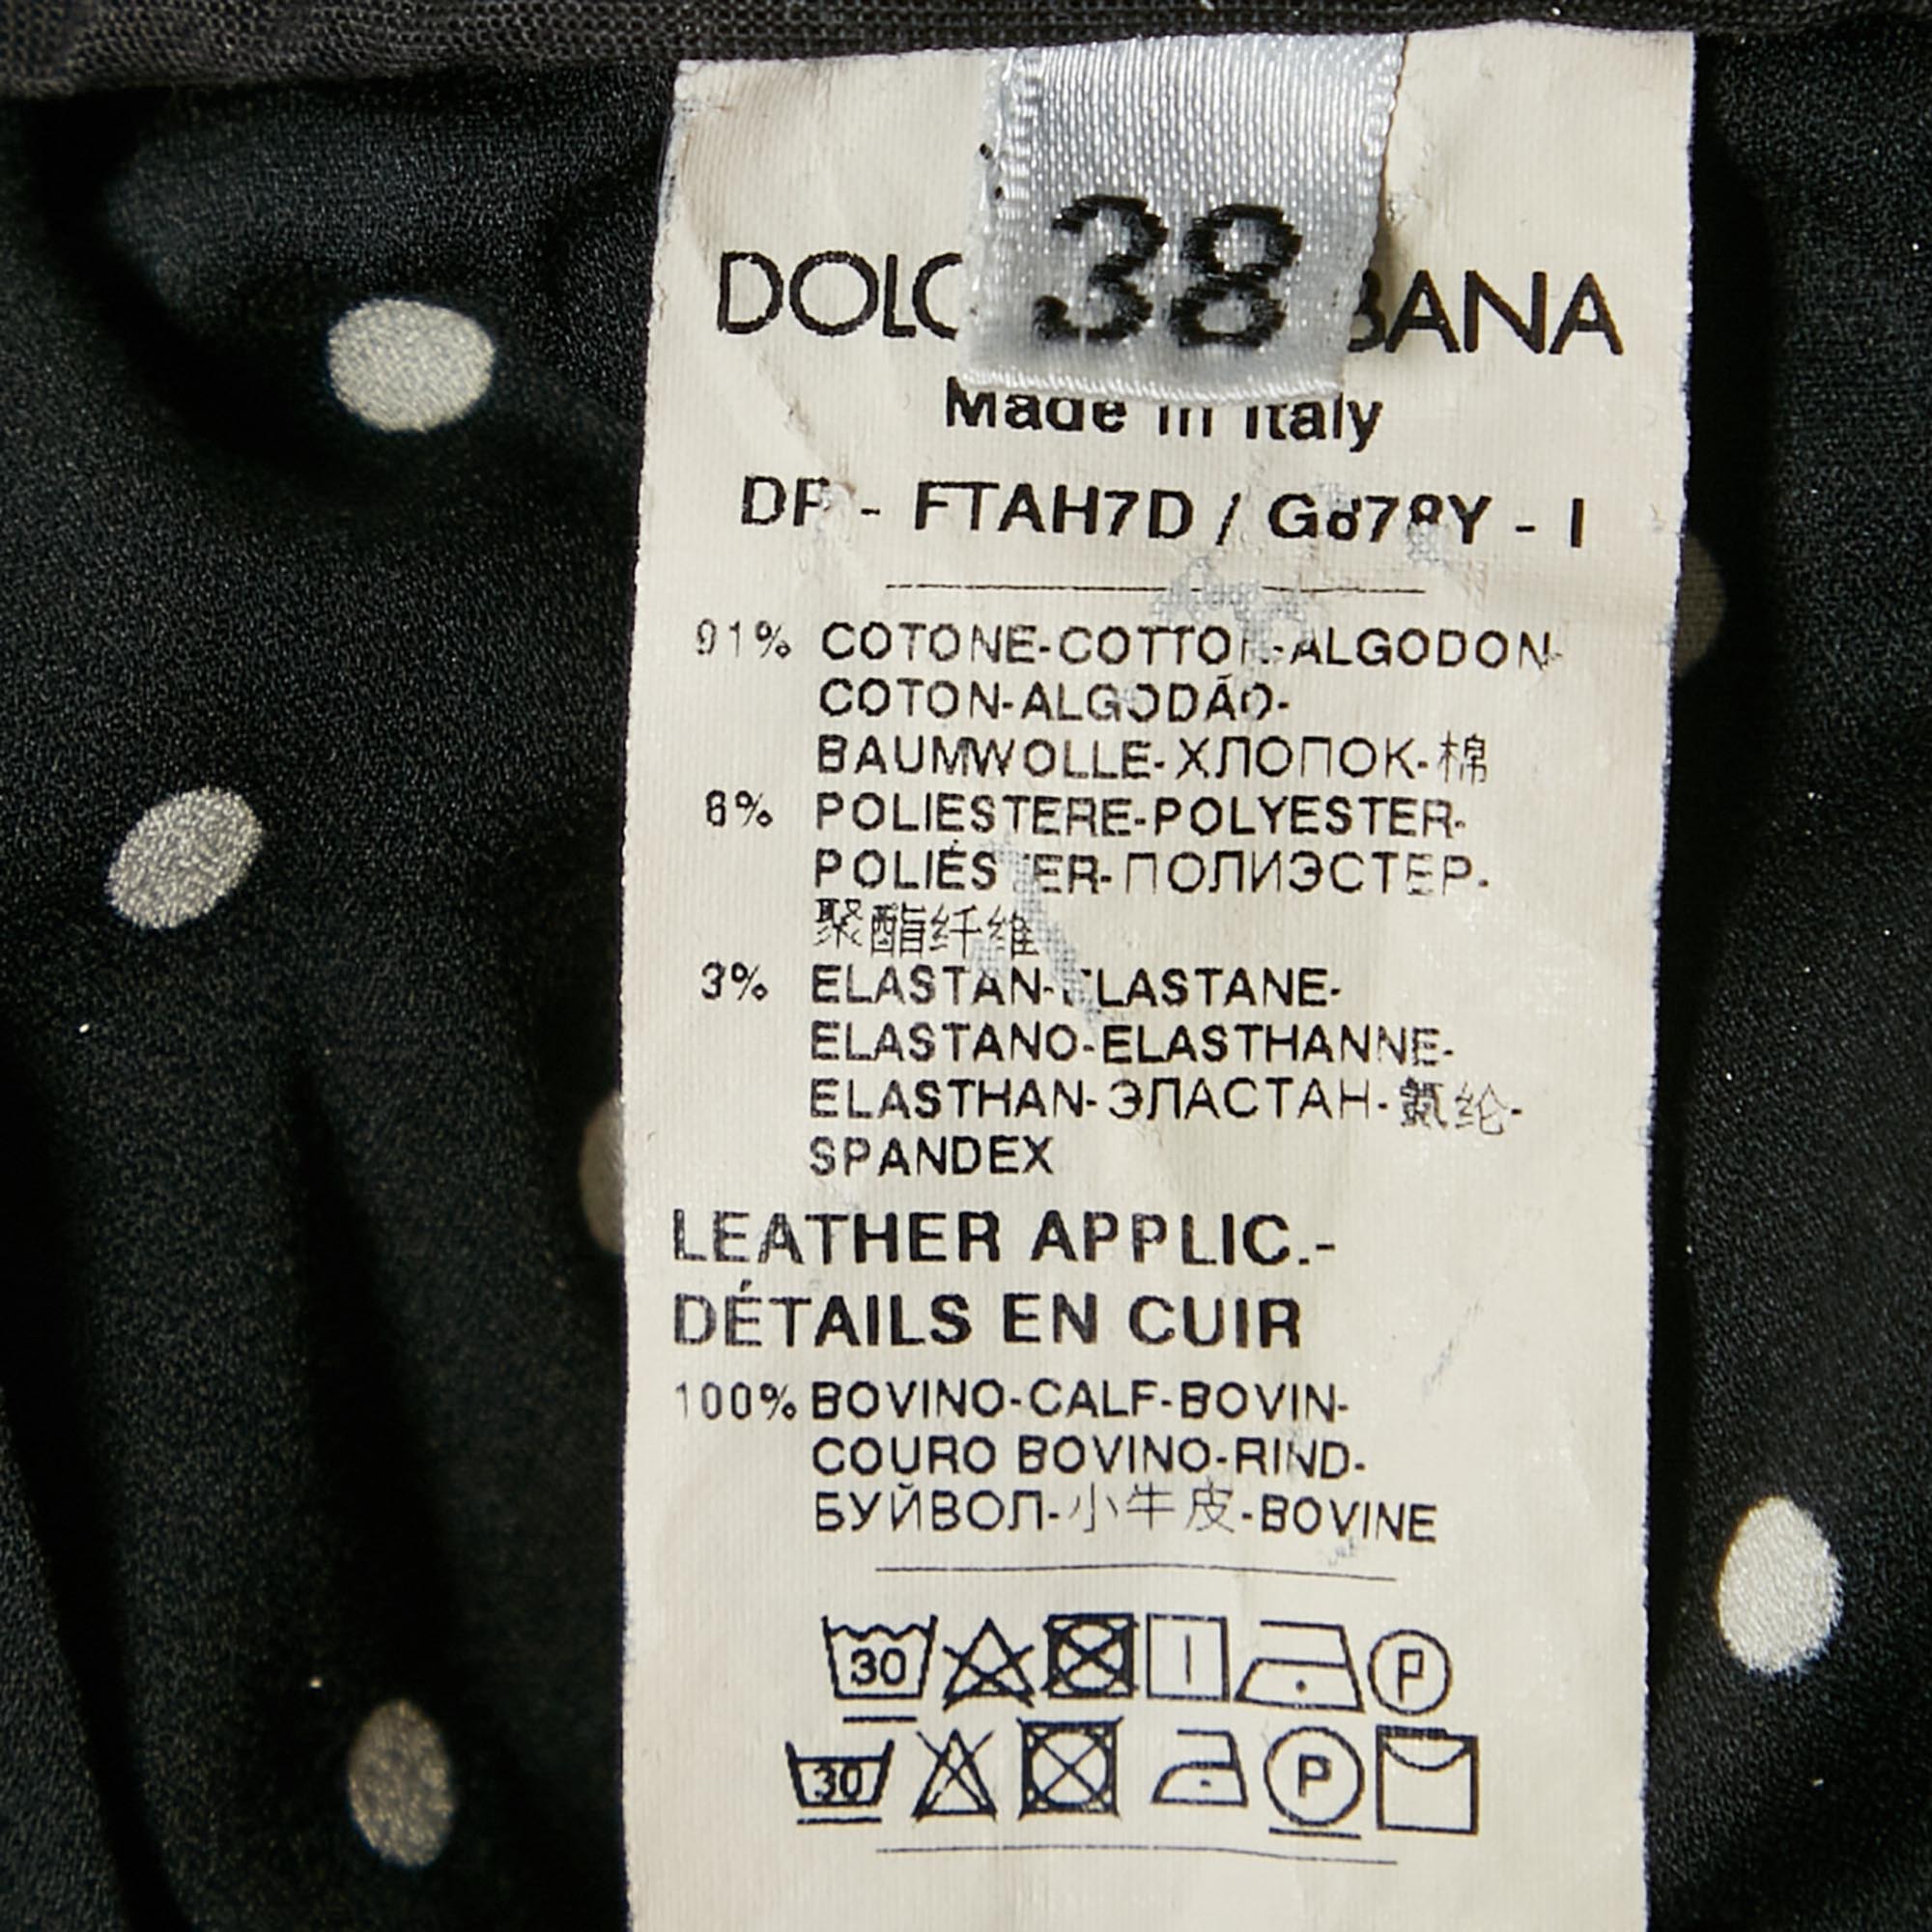 38
DOLC BANA
Made in Italy
- FTAH7D / - I
91% COTONE-COTTON-ALGODON-
COTON-ALGODÃO-
BAUMWOLLE-ХЛОПОК-棉
6% POLIESTERE-POLYESTER-
POLIÉSTER-ПОЛИЭСТЕР-
聚酯纤维
3% ELASTAN-ELASTANE-
ELASTANO-ELASTHANNE-
ELASTHAN-ЭЛАСТАН-氨纶-
SPANDEX
LEATHER APPLIC.-
DÉTAILS EN CUIR
100% BOVINO-CALF-BOVIN-
COURO BOVINO-RIND-
БУЙВОЛ-小牛皮-BOVINE
30 P
30 P